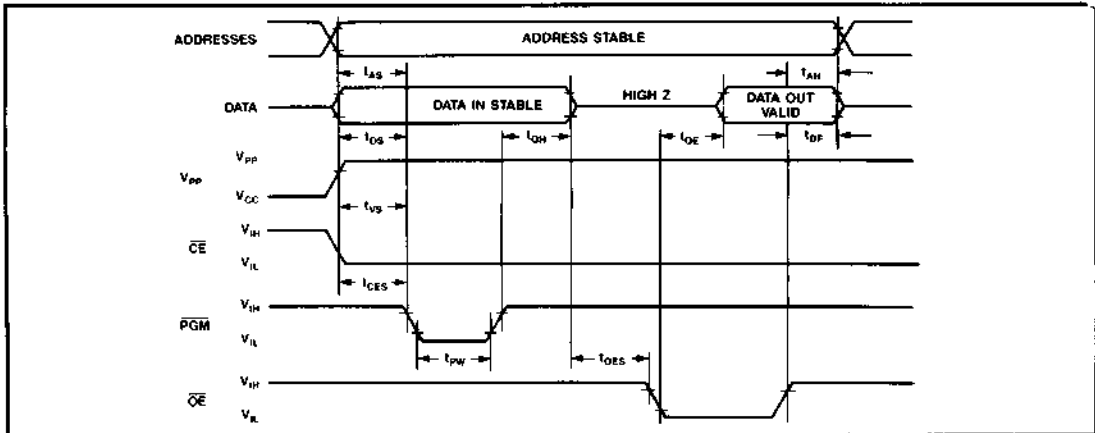 ADDRESSES
ADDRESS STABLE
tAS
tAH
DATA
DATA IN STABLE
HIGH Z
DATA OUT VALID
tDS
tDH
tOE
tDF
VPP
VPP
VCC
tVS
CE
VIH
VIL
tCES
PGM
VIH
VIL
tPW
tOES
OE
VIH
VIL